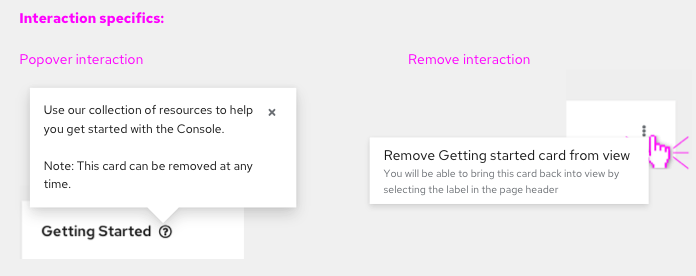 Interaction specifics:
Popover interaction
Use our collection of resources to help
you get started with the Console.
Note: This card can be removed at any
time.
Getting Started
Remove interaction
Remove Getting started card from view
You will be able to bring this card back into view by
selecting the label in the page header